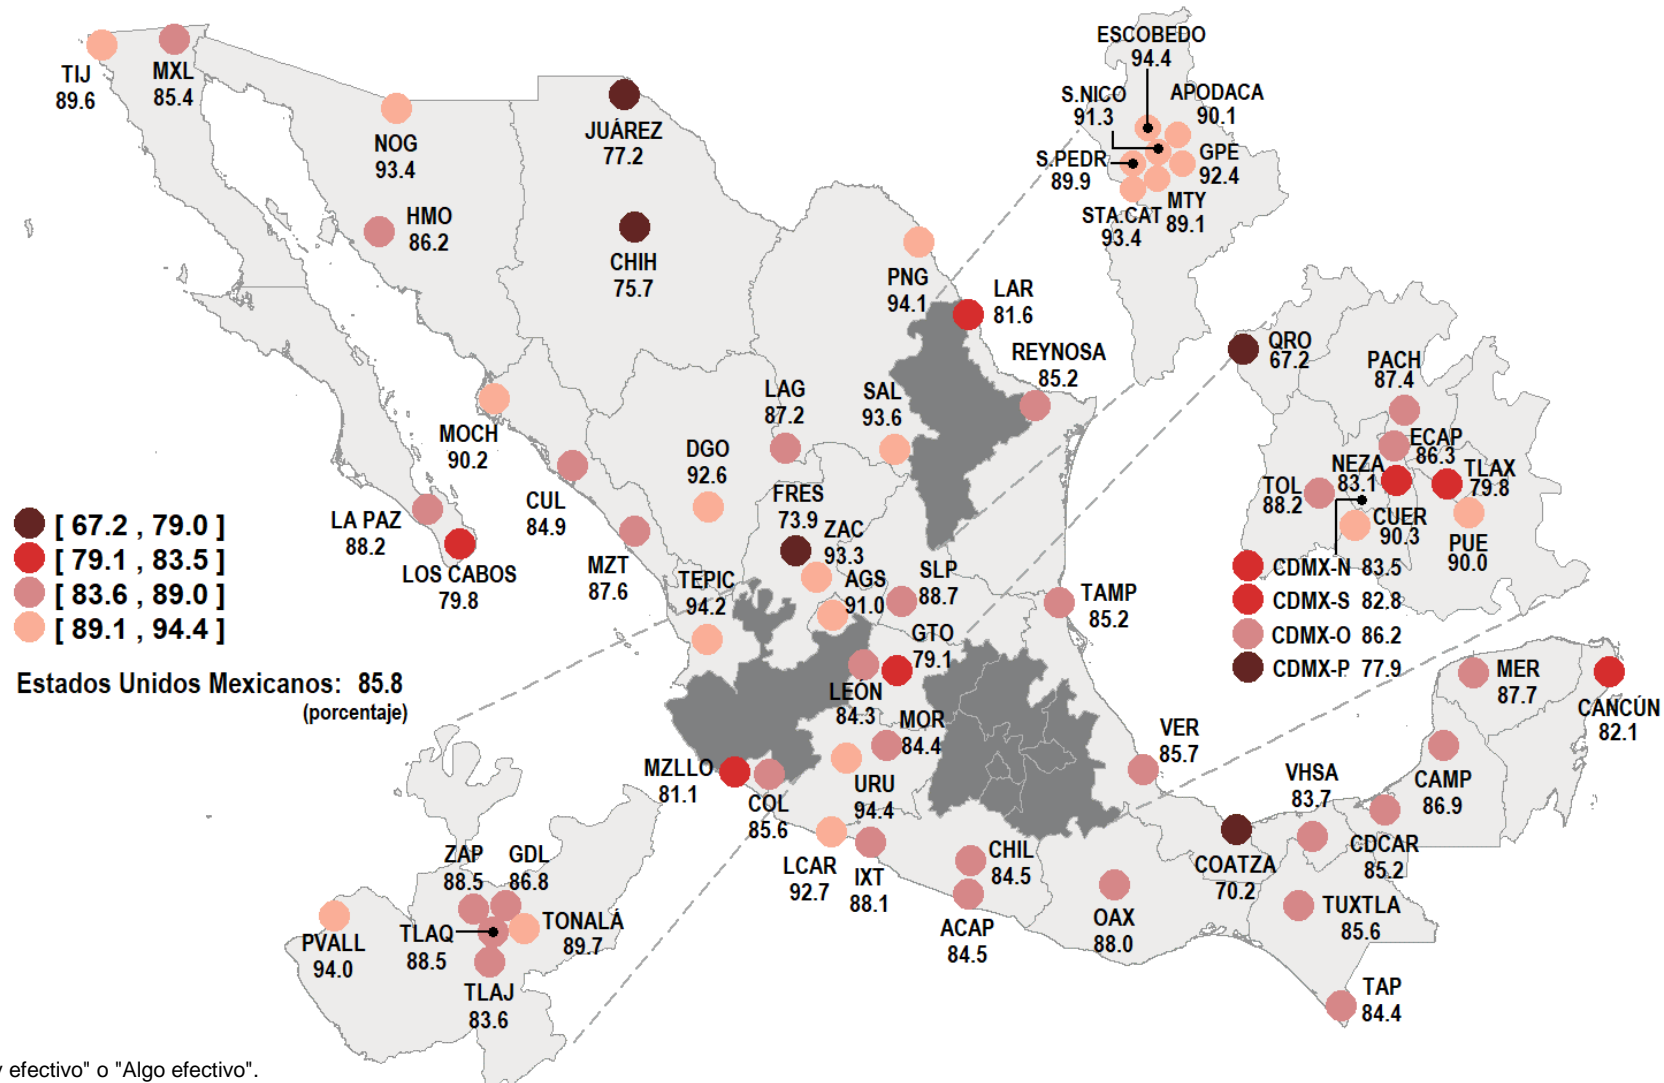 TIJ
89.6
MXL
85.4
NOG
93.4
HMO
86.2
JUÁREZ
77.2
CHIH
75.7
ESCOBEDO
94.4
S.NICO
91.3
APODACA
90.1
S.PEDR
89.9
GPE
92.4
MTY
89.1
STA.CAT
93.4
PNG
94.1
LAR
81.6
REYNOSA
85.2
LAG
87.2
SAL
93.6
MOCH
90.2
DGO
92.6
CUL
84.9
FRES
73.9
ZAC
93.3
LA PAZ
88.2
LOS CABOS
79.8
MZT
87.6
TEPIC
94.2
AGS
91.0
SLP
88.7
TAMP
85.2
GTO
79.1
LEÓN
84.3
MOR
84.4
QRO
67.2
PACH
87.4
ECAP
86.3
NEZA
83.1
TLAX
79.8
TOL
88.2
CUER
90.3
PUE
90.0
CDMX-N 83.5
CDMX-S 82.8
CDMX-O 86.2
CDMX-P 77.9
[ 67.2 , 79.0 ]
[ 79.1 , 83.5 ]
[ 83.6 , 89.0 ]
[ 89.1 , 94.4 ]
Estados Unidos Mexicanos: 85.8
(porcentaje)
MZLLO
81.1
COL
85.6
URU
94.4
LCAR
92.7
IXT
88.1
CHIL
84.5
ACAP
84.5
OAX
88.0
VER
85.7
COATZA
70.2
VHSA
83.7
CDCAR
85.2
CAMP
86.9
MER
87.7
CANCÚN
82.1
TUXTLA
85.6
TAP
84.4
ZAP
88.5
GDL
86.8
TONALÁ
89.7
TLAQ
88.5
PVALL
94.0
TLAJ
83.6
efectivo" o "Algo efectivo".